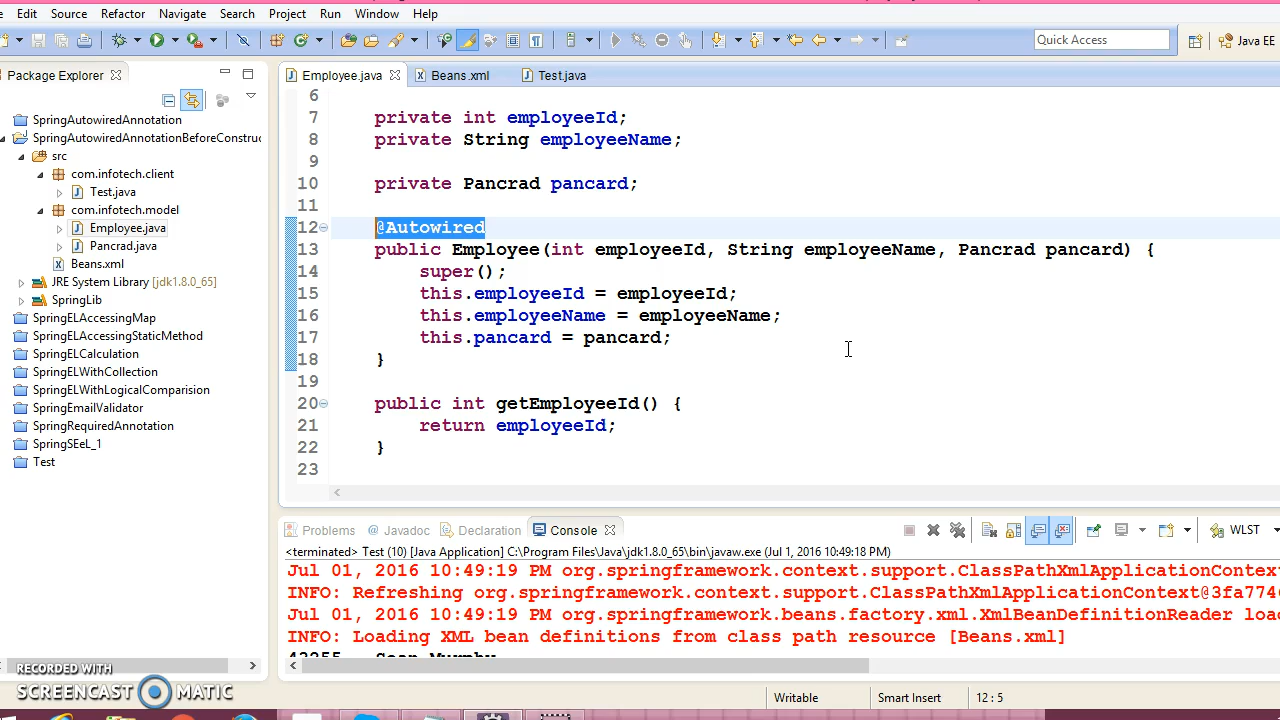 Edit Source Refactor Navigate Search Project Run Window Help
Quick Access
Java EE
Package Explorer
Employee.java
Beans.xml
Test.java
SpringAutowiredAnnotation
SpringAutowiredAnnotationBeforeConstruc
src
com.infotech.client
Test.java
com.infotech.model
Employee.java
Pancrad.java
Beans.xml
JRE System Library [jdk1.8.0_65]
SpringLib
SpringELAccessingMap
SpringELAccessingStaticMethod
SpringELCalculation
SpringELWithCollection
SpringELWithLogicalComparision
SpringEmailValidator
SpringRequiredAnnotation
SpringSEeL_1
Test
6
7 private int employeeId;
8 private String employeeName;
9
10 private Pancrad pancard;
11
12 @Autowired
13 public Employee(int employeeId, String employeeName, Pancrad pancard) {
14 super();
15 this.employeeId = employeeId;
16 this.employeeName = employeeName;
17 this.pancard = pancard;
18 }
19
20 public int getEmployeeId() {
21 return employeeId;
22 }
23
Problems @ Javadoc Declaration Console
WLST
<terminated> Test (10) [Java Application] C:\Program Files\Java\jdk1.8.0_65\bin\javaw.exe (Jul 1, 2016 10:49:18 PM)
Jul 01, 2016 10:49:19 PM org.springframework.context.support.ClassPathXmlApplicationContext
INFO: Refreshing org.springframework.context.support.ClassPathXmlApplicationContext@3fa7740
Jul 01, 2016 10:49:19 PM org.springframework.beans.factory.xml.XmlBeanDefinitionReader load
INFO: Loading XML bean definitions from class path resource [Beans.xml]
Sean Murphy
Writable
Smart Insert
12 : 5
RECORDED WITH
SCREENCAST MATIC